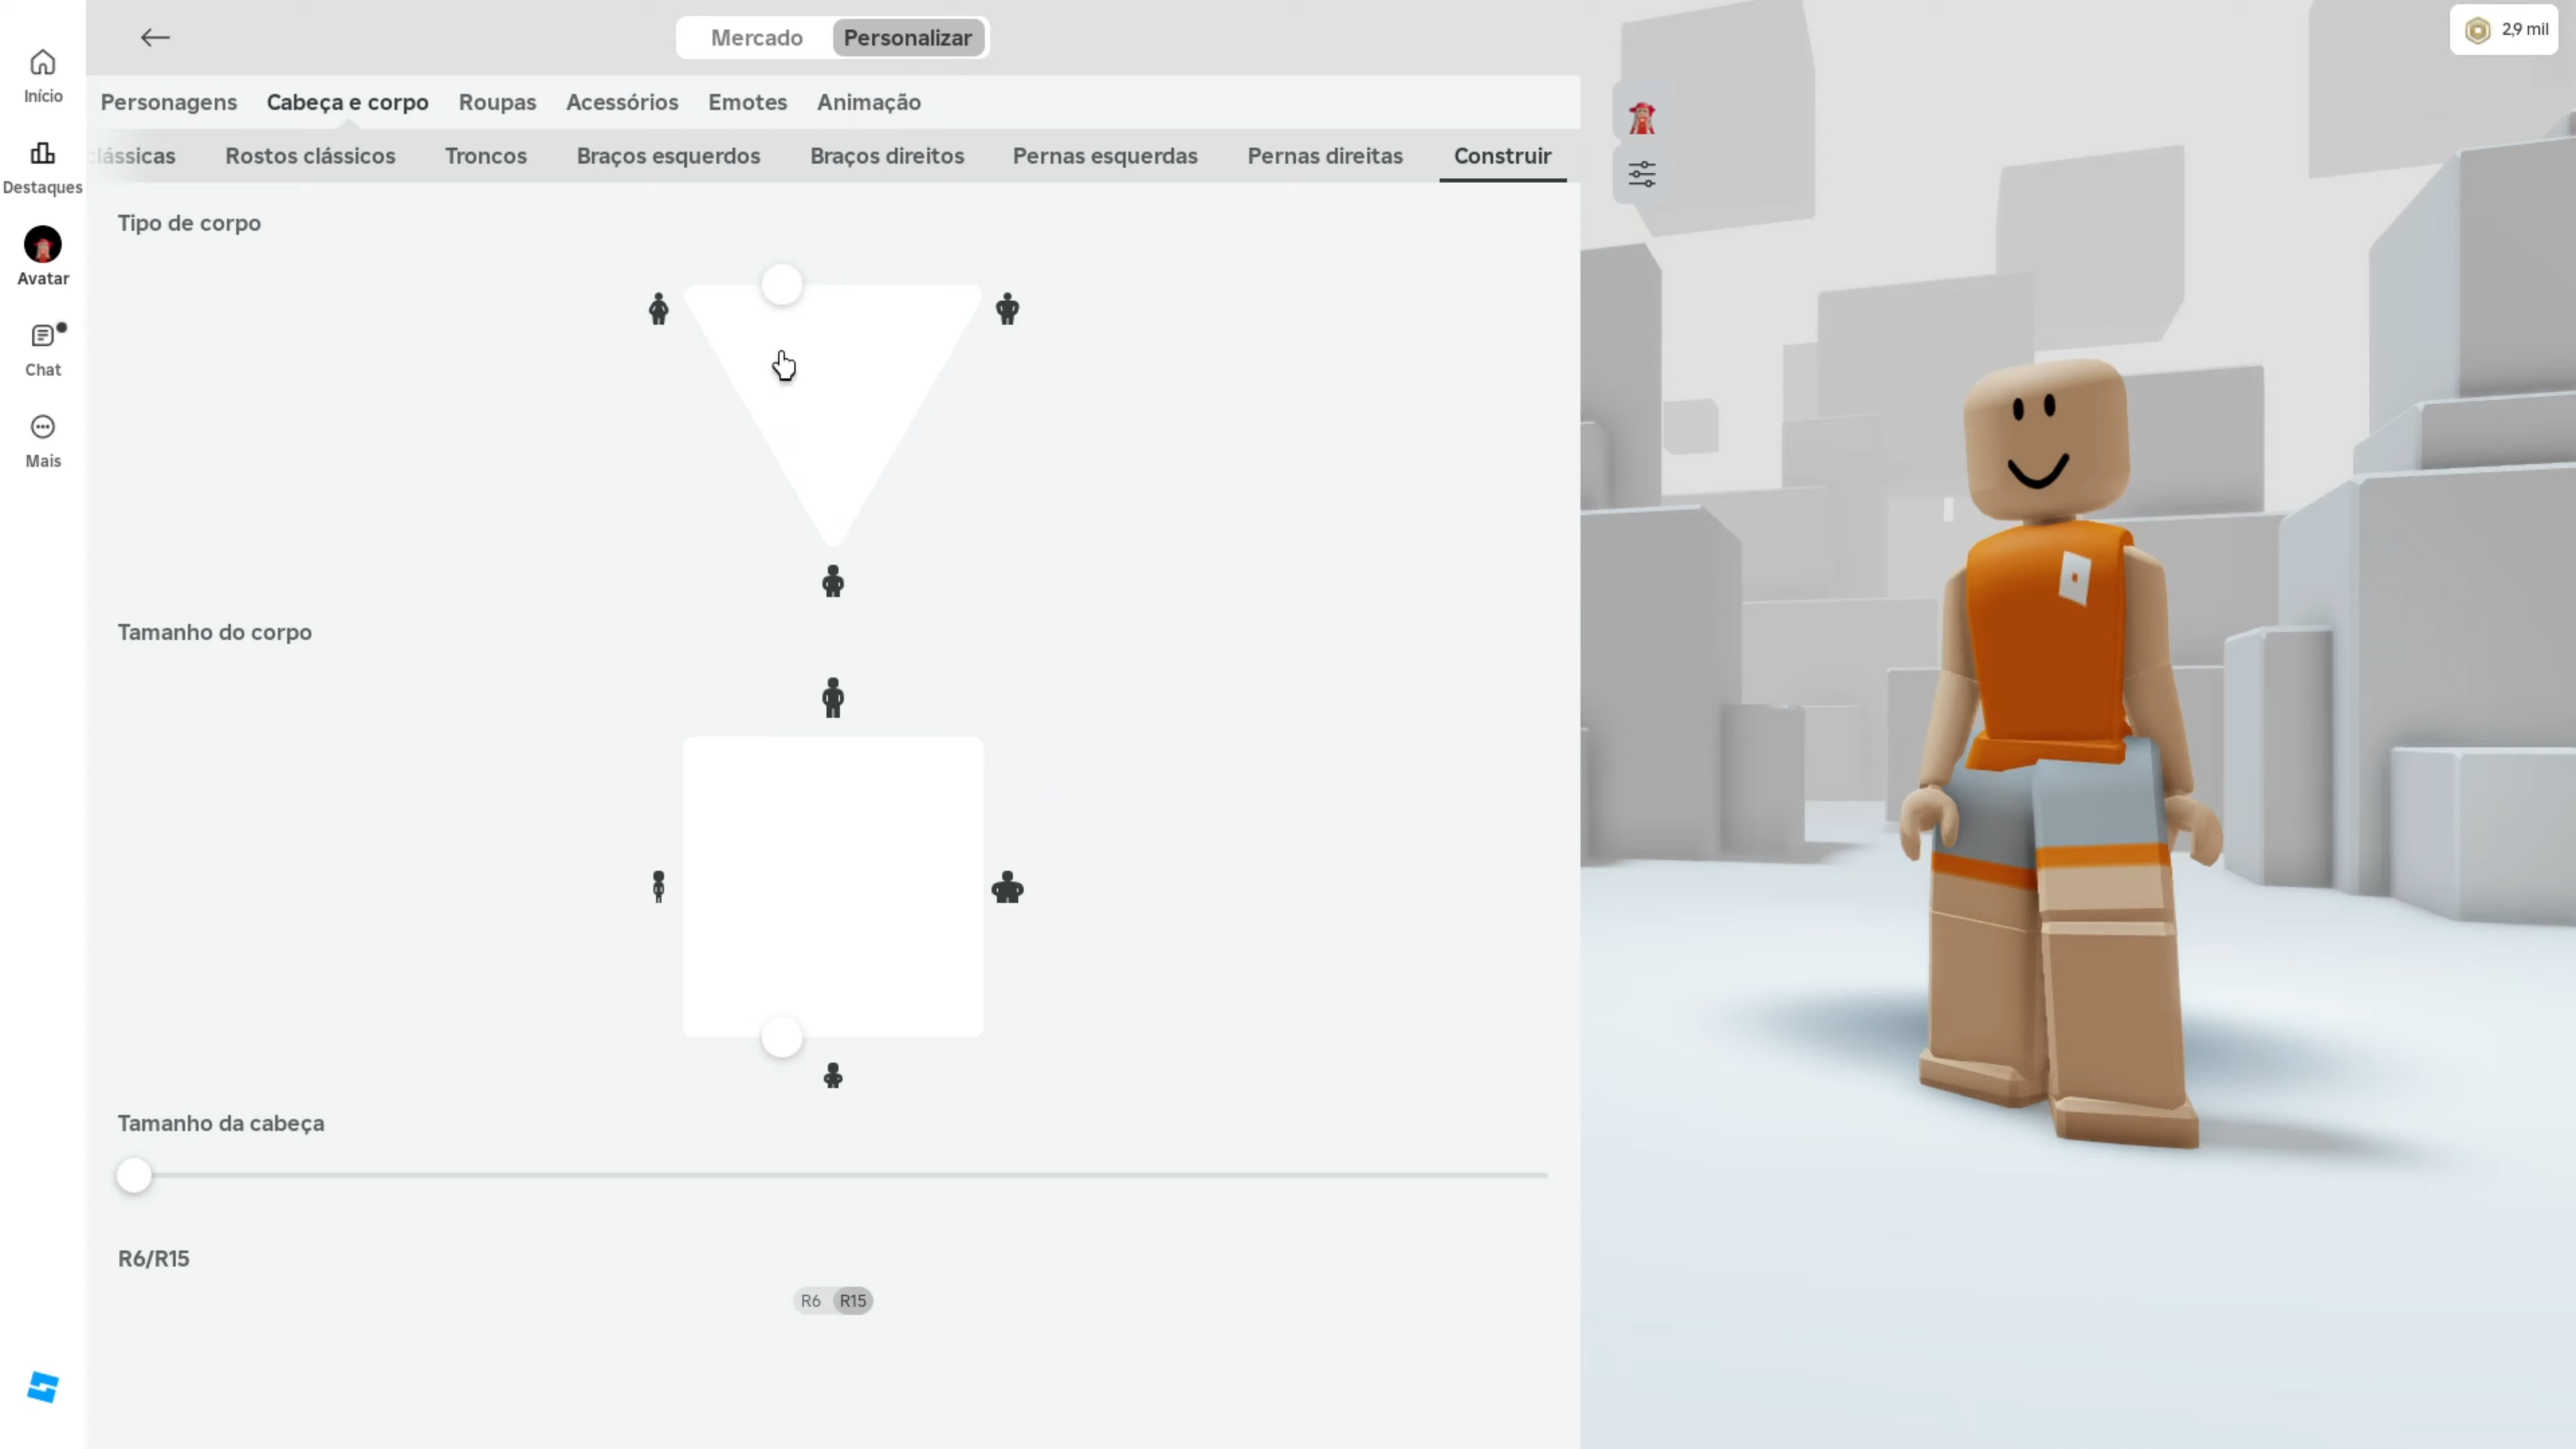 Mercado Personalizar
2,9 mil
Início
Destaques
Avatar
Chat
Mais
Personagens Cabeça e corpo Roupas Acessórios Emotes Animação
lássicas Rostos clássicos Troncos Braços esquerdos Braços direitos Pernas esquerdas Pernas direitas Construir
Tipo de corpo
Tamanho do corpo
Tamanho da cabeça
R6/R15
R6 R15